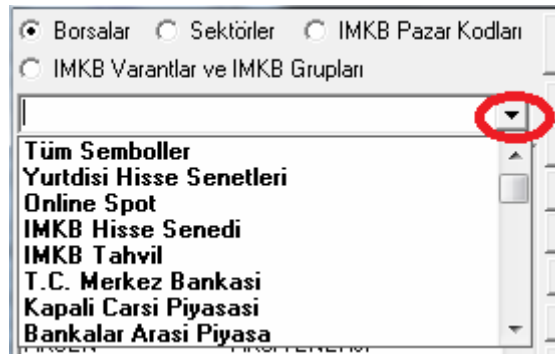 Borsalar Sektörler IMKB Pazar Kodları
IMKB Varantlar ve IMKB Grupları
Tüm Semboller
Yurtdisi Hisse Senetleri
Online Spot
IMKB Hisse Senedi
IMKB Tahvil
T.C. Merkez Bankasi
Kapali Carsi Piyasasi
Bankalar Arasi Piyasa